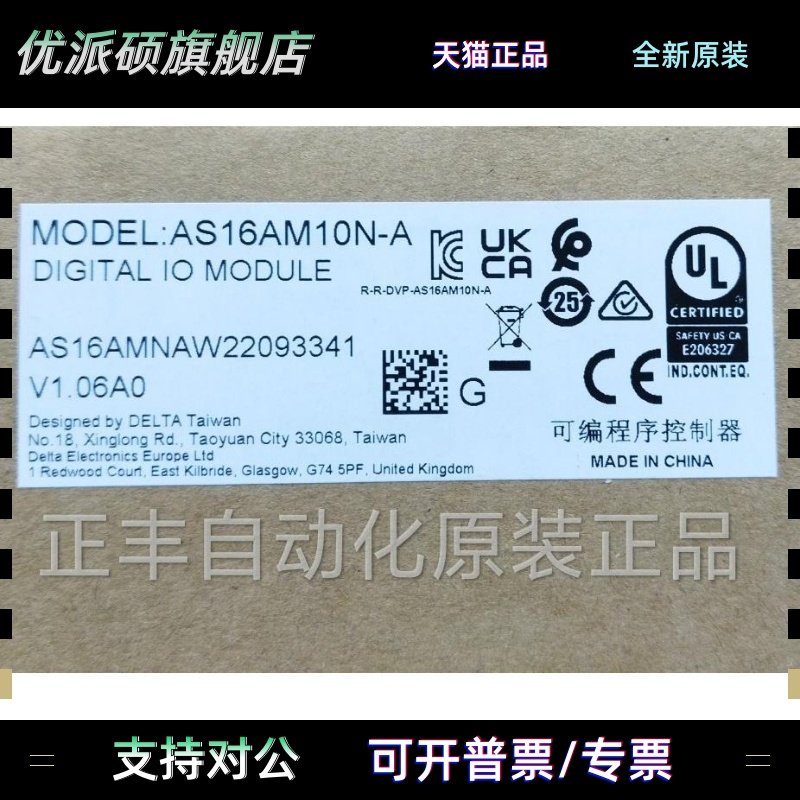 优派硕旗舰店
天猫正品
全新原装
MODEL:AS16AM10N-A
DIGITAL IO MODULE
UK
CA
R-R-DVP-AS16AM10N-A
25
UL
CERTIFIED
SAFETY US CA
E206327
IND.CONT.EQ.
AS16AMNAW22093341
V1.06A0
G
CE
Designed by DELTA Taiwan
No.18, Xinglong Rd., Taoyuan City 33068, Taiwan
Delta Electronics Europe Ltd
1 Redwood Court, East Kilbride, Glasgow, G74 5PF, United Kingdom
可编程序控制器
MADE IN CHINA
正丰自动化原装正品
支持对公
可开普票/专票